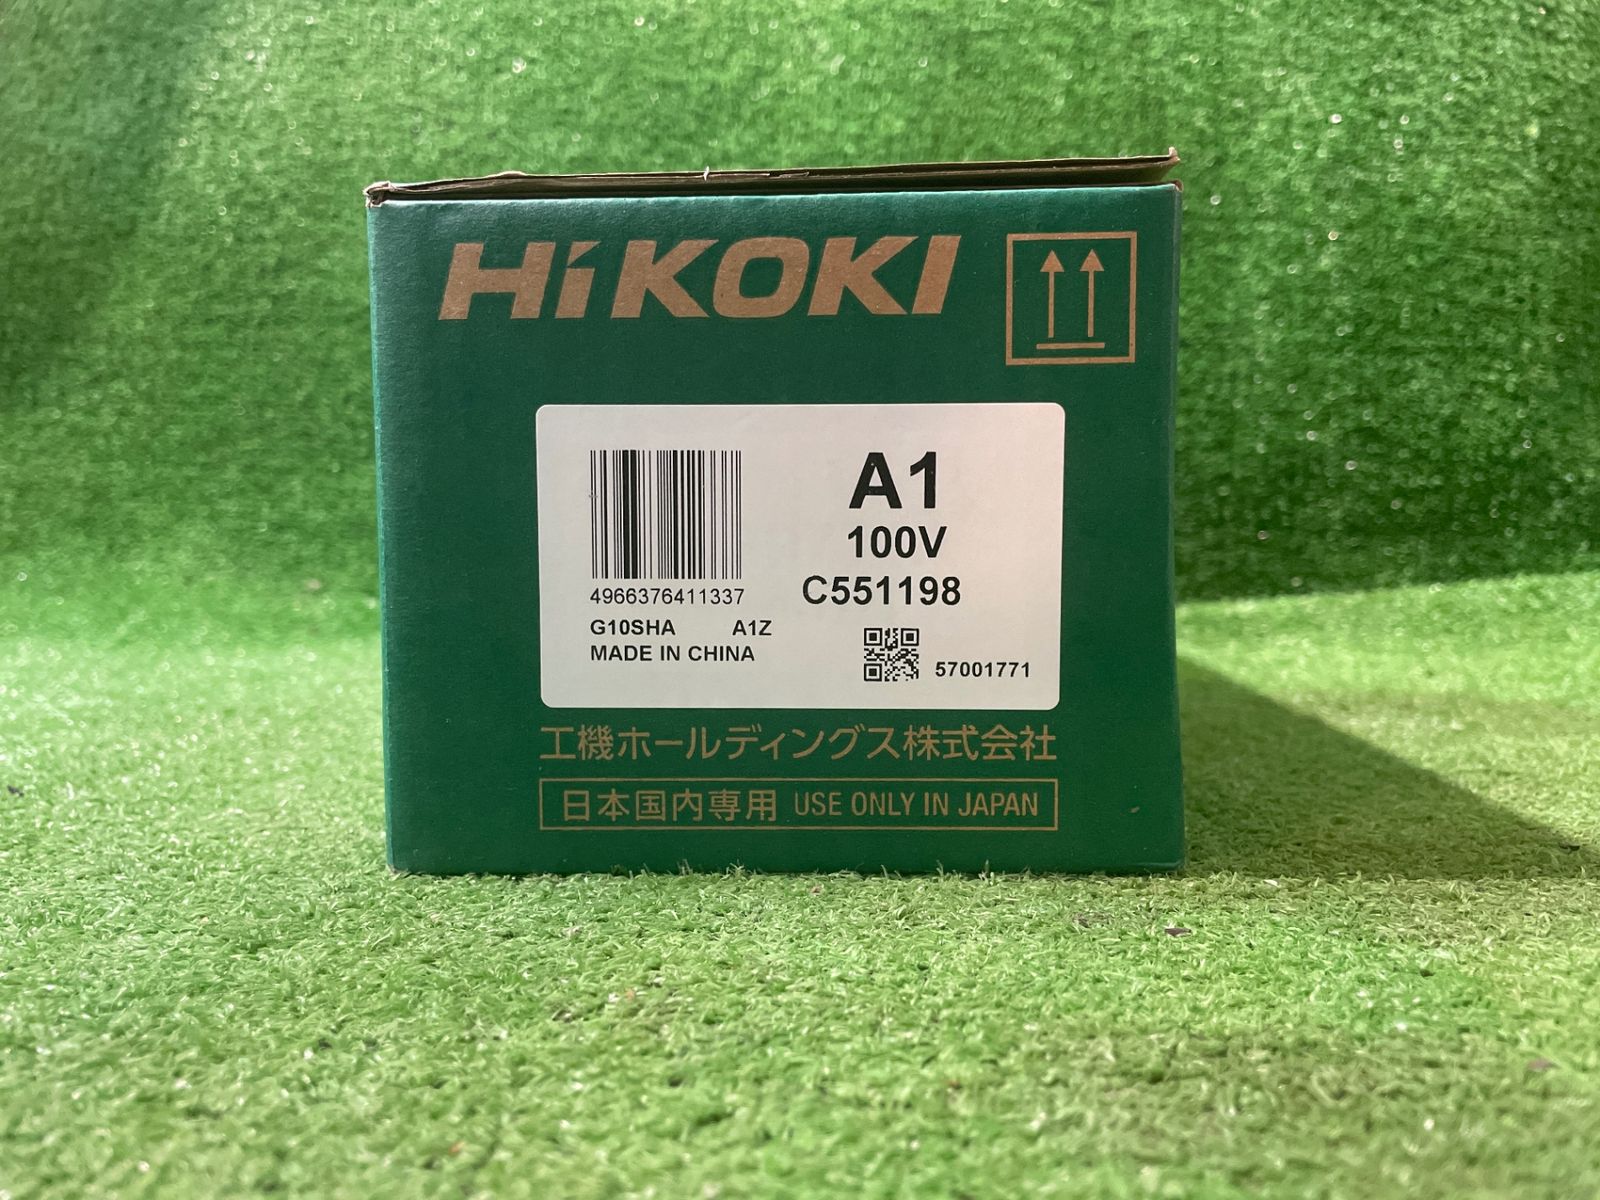 HiKOKI
A1
100V
4966376411337
C551198
G10SHA A1Z
MADE IN CHINA
57001771
工機ホールディングス株式会社
日本国内専用 USE ONLY IN JAPAN